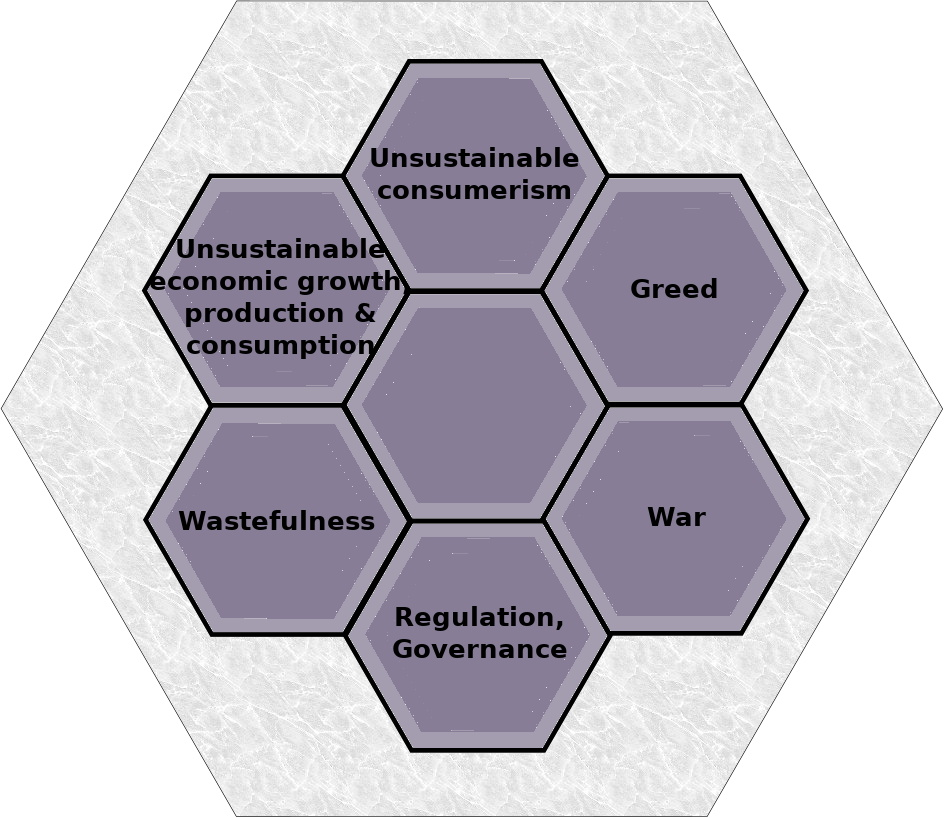 Unsustainable
consumerism
Unsustainable
economic growth
production &
consumption
Greed
Wastefulness
War
Regulation,
Governance